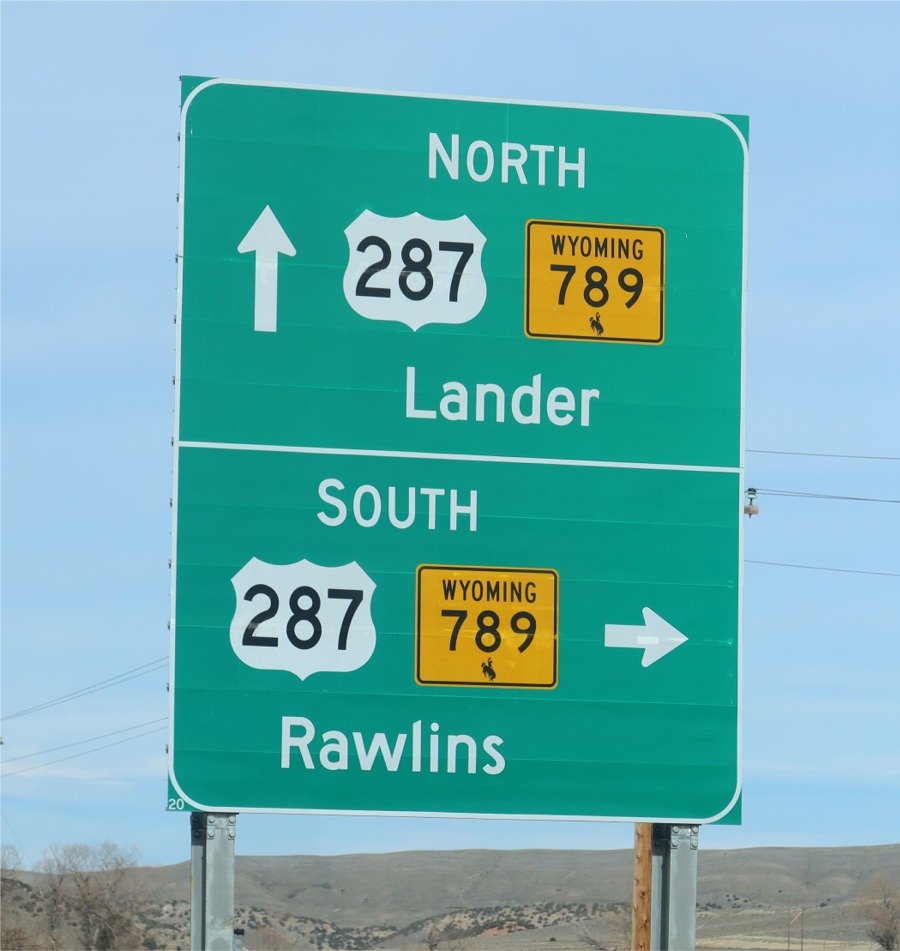 NORTH
287 WYOMING
789
Lander
SOUTH
287 WYOMING
789
Rawlins
20